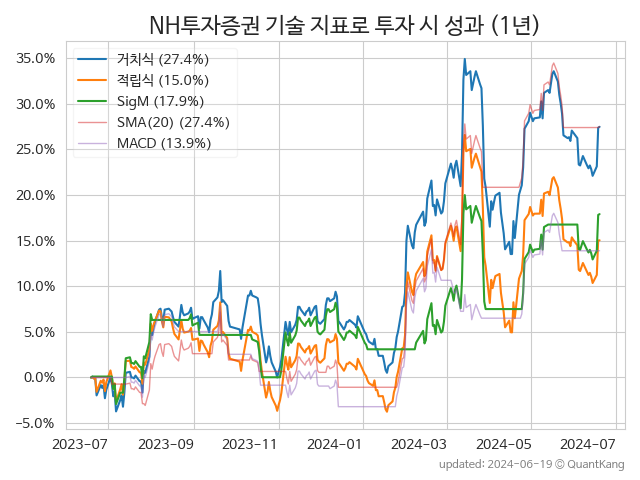 NH투자증권 기술 지표로 투자 시 성과 (1년)
거치식 (27.4%)
적립식 (15.0%)
SigM (17.9%)
SMA(20) (27.4%)
MACD (13.9%)
35.0%
30.0%
25.0%
20.0%
15.0%
10.0%
5.0%
0.0%
−5.0%
2023-07 2023-09 2023-11 2024-01 2024-03 2024-05 2024-07
updated: 2024-06-19 @ QuantKang